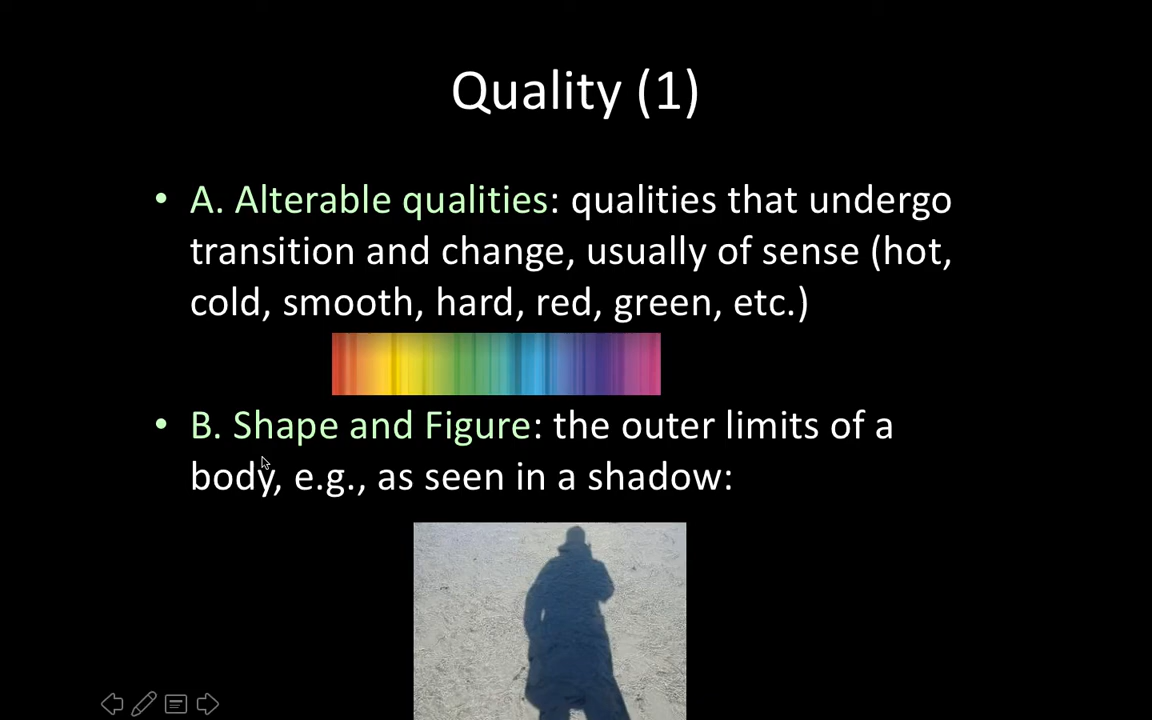 Quality (1)
• A. Alterable qualities: qualities that undergo
transition and change, usually of sense (hot,
cold, smooth, hard, red, green, etc.)
• B. Shape and Figure: the outer limits of a
body, e.g., as seen in a shadow: